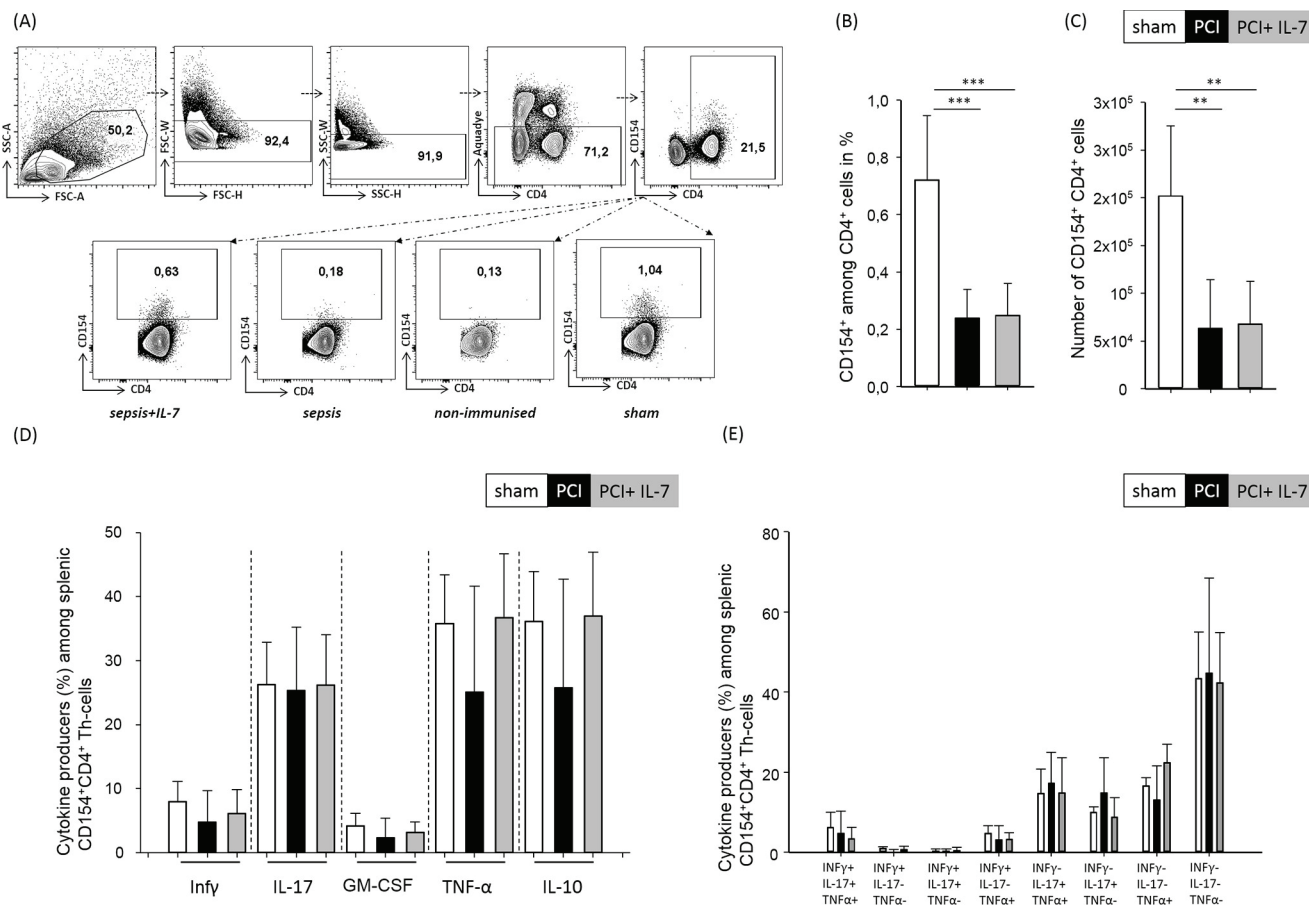 (A)
SSC-A
50,2
FSC-A
FSC-W
92,4
FSC-H
SSC-W
91,9
SSC-H
Aquadye
71,2
CD4
CD154
21,5
CD4
CD154
0,63
CD4
sepsis+IL-7
CD154
0,18
CD4
sepsis
CD154
0,13
CD4
non-immunised
CD154
1,04
CD4
sham
(B)
CD154⁺ among CD4⁺ cells in %
***
***
1,0
0,8
0,6
0,4
0,2
0,0
(C)
sham PCI PCI+ IL-7
Number of CD154⁺ CD4⁺ cells
**
**
3x10⁵
3x10⁵
2x10⁵
2x10⁵
1x10⁵
5x10⁴
0
(D)
sham PCI PCI+ IL-7
Cytokine producers (%) among splenic
CD154⁺CD4⁺ Th-cells
50
40
30
20
10
0
Infγ IL-17 GM-CSF TNF-α IL-10
(E)
sham PCI PCI+ IL-7
Cytokine producers (%) among splenic
CD154⁺CD4⁺ Th-cells
80
60
40
20
0
INFγ+ INFγ+ INFγ+ INFγ+ INFγ- INFγ- INFγ- INFγ-
IL-17+ IL-17- IL-17+ IL-17- IL-17+ IL-17+ IL-17- IL-17-
TNFα+ TNFα- TNFα- TNFα+ TNFα+ TNFα- TNFα+ TNFα-